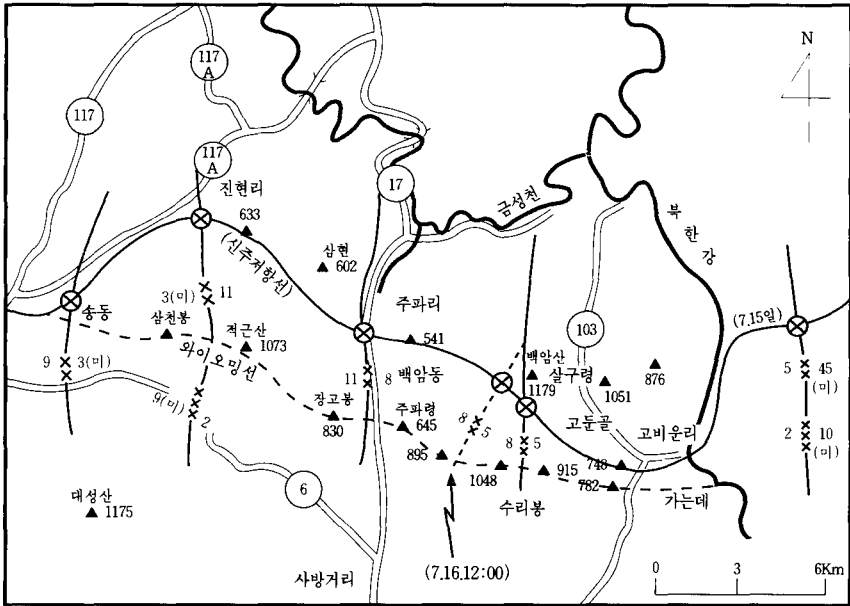 N
117
A
117
117
A
17
진현리
633
(신주저항선)
삼현
602
금성천
북한강
송동
3(미)
11
삼천봉
적근산
1073
와이오밍선
주파리
541
103
(7.15일)
9
3(미)
9(미)
2
11
8
백암동
백암산
1179
살구령
1051
876
5
45
(미)
장고봉
830
주파령
645
8
5
고둔골
고비운리
2
10
(미)
895
8
5
748
1048
915
782
가는데
수리봉
대성산
1175
6
(7.16.12:00)
사방거리
0
3
6Km